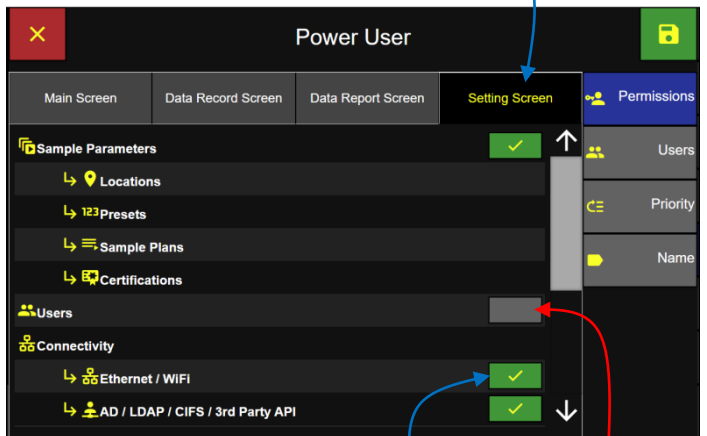 Power User
Main Screen
Data Record Screen
Data Report Screen
Setting Screen
Permissions
Users
Priority
Name
Sample Parameters
Locations
123 Presets
Sample Plans
Certifications
Users
Connectivity
Ethernet / WiFi
AD / LDAP / CIFS / 3rd Party API